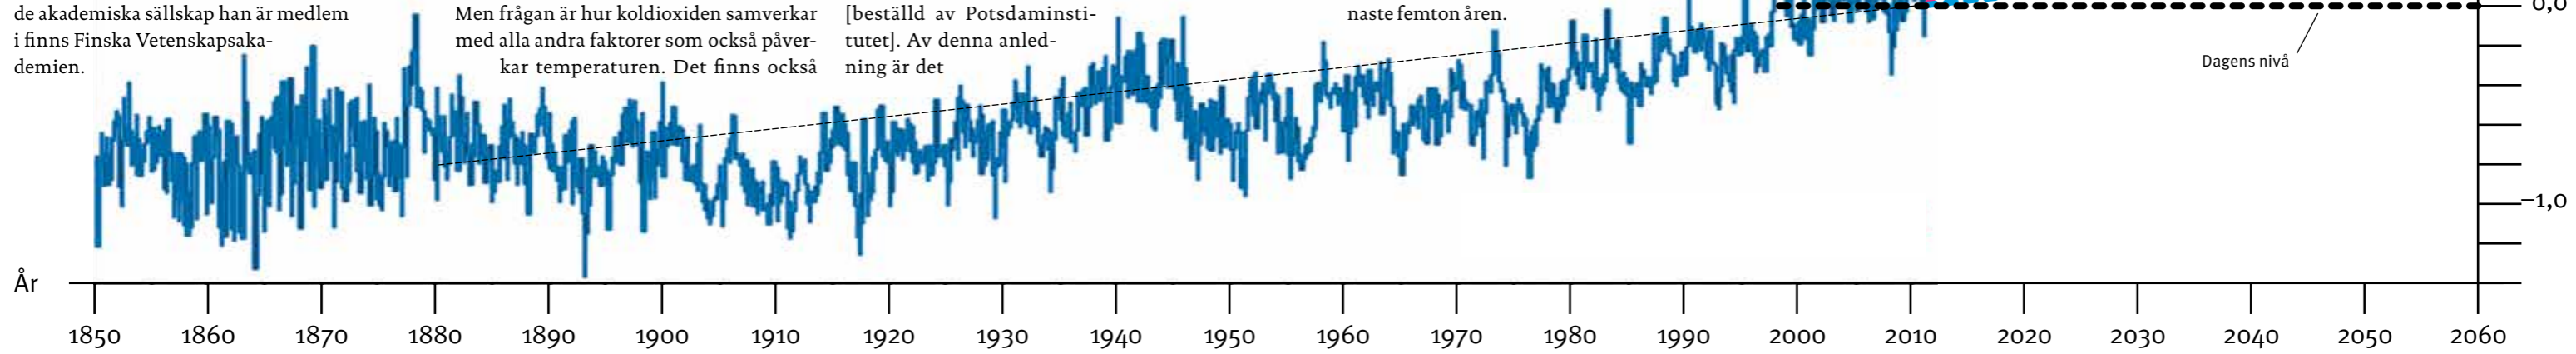 de akademiska sällskap han är medlem
i finns Finska Vetenskapsaka-
demien.
Men frågan är hur koldioxiden samverkar
med alla andra faktorer som också påver-
kar temperaturen. Det finns också
[beställd av Potsdaminsti-
tutet]. Av denna anled-
ning är det
naste femton åren.
0,0
Dagens nivå
–1,0
År
1850 1860 1870 1880 1890 1900 1910 1920 1930 1940 1950 1960 1970 1980 1990 2000 2010 2020 2030 2040 2050 2060